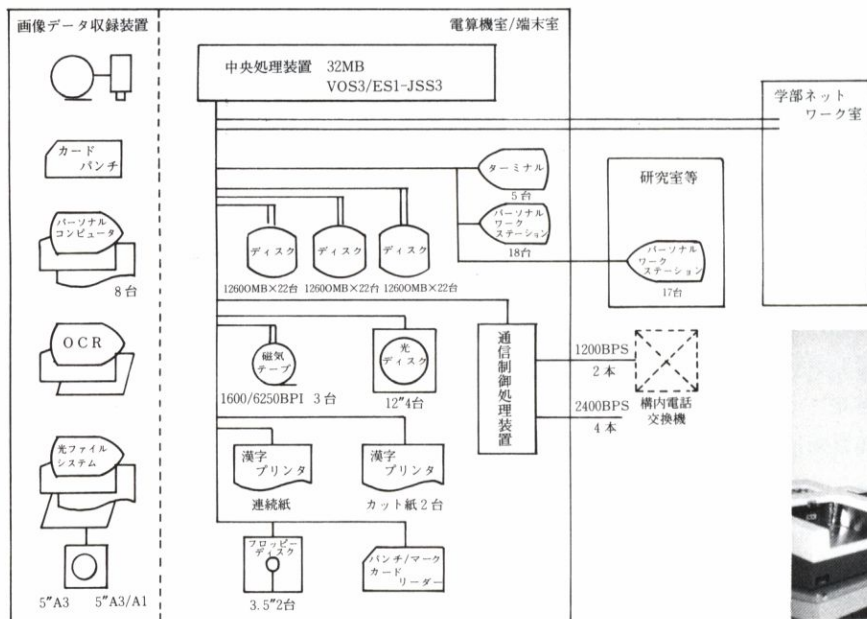 画像データ収録装置
カード
パンチ
パーソナル
コンピュータ
8台
OCR
光ファイル
システム
5"A3 5"A3/A1
電算機室/端末室
中央処理装置 32MB
VOS3/ES1-JSS3
ターミナル
5台
パーソナル
ワーク
ステーション
18台
ディスク
ディスク
ディスク
12600MB×22台 12600MB×22台 12600MB×22台
磁気
テープ
1600/6250BPI 3台
光
ディスク
12"4台
通信制御処理装置
漢字
プリンタ
連続紙
漢字
プリンタ
カット紙2台
フロッピー
ディスク
3.5"2台
パンチ/マーク
カード
リーダー
研究室等
パーソナル
ワーク
ステーション
17台
1200BPS
2本
2400BPS
4本
構内電話
交換機
学部ネット
ワーク室